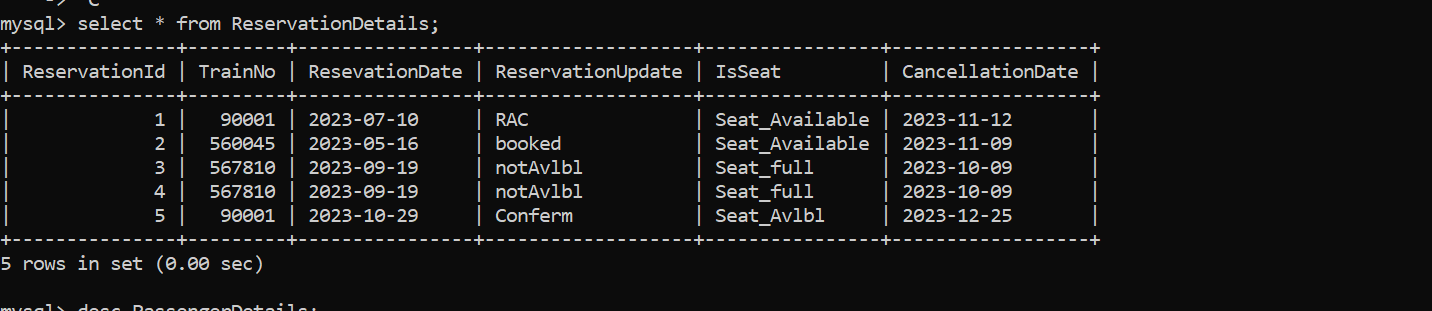 mysql> select * from ReservationDetails;
+---------------+---------+---------------+-------------------+----------------+------------------+
| ReservationId | TrainNo | ResevationDate | ReservationUpdate | IsSeat | CancellationDate |
+---------------+---------+---------------+-------------------+----------------+------------------+
| 1 | 90001 | 2023-07-10 | RAC | Seat_Available | 2023-11-12 |
| 2 | 560045 | 2023-05-16 | booked | Seat_Available | 2023-11-09 |
| 3 | 567810 | 2023-09-19 | notAvlbl | Seat_full | 2023-10-09 |
| 4 | 567810 | 2023-09-19 | notAvlbl | Seat_full | 2023-10-09 |
| 5 | 90001 | 2023-10-29 | Conferm | Seat_Avlbl | 2023-12-25 |
+---------------+---------+---------------+-------------------+----------------+------------------+
5 rows in set (0.00 sec)
mysql> desc PassengerDetails;